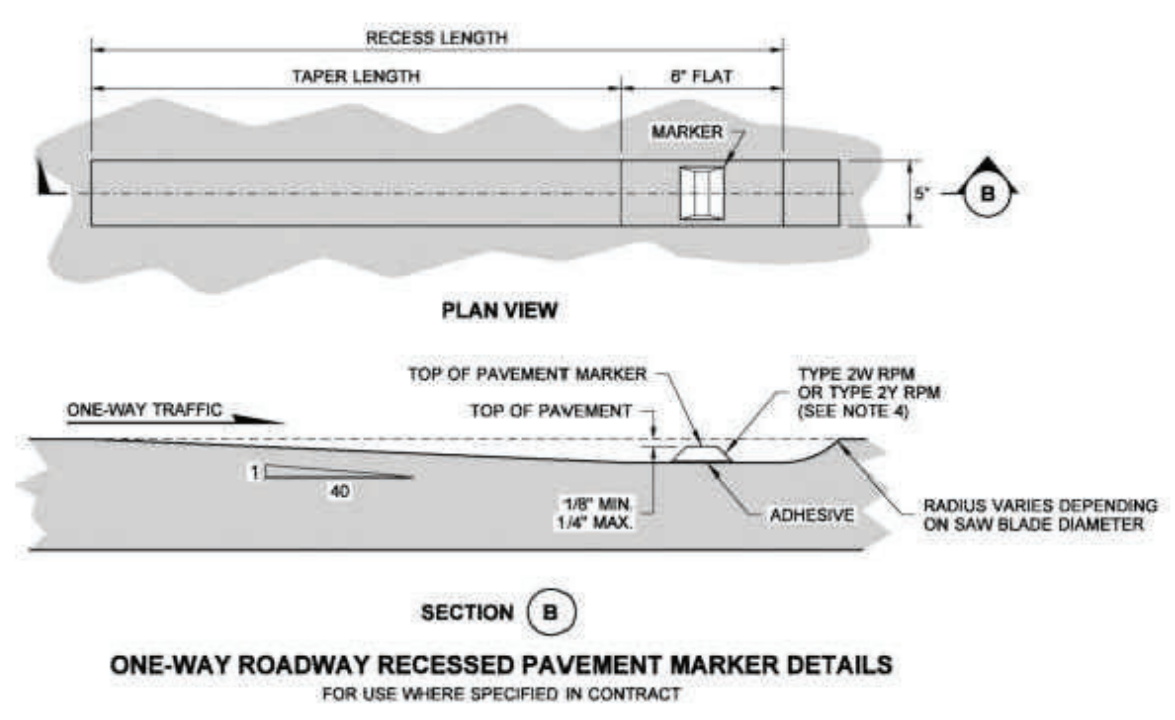 RECESS LENGTH
TAPER LENGTH
6" FLAT
MARKER
5"
B
PLAN VIEW
TOP OF PAVEMENT MARKER
TYPE 2W RPM
OR TYPE 2Y RPM
(SEE NOTE 4)
ONE-WAY TRAFFIC
TOP OF PAVEMENT
1
40
1/8" MIN.
1/4" MAX.
ADHESIVE
RADIUS VARIES DEPENDING
ON SAW BLADE DIAMETER
SECTION B
ONE-WAY ROADWAY RECESSED PAVEMENT MARKER DETAILS
FOR USE WHERE SPECIFIED IN CONTRACT